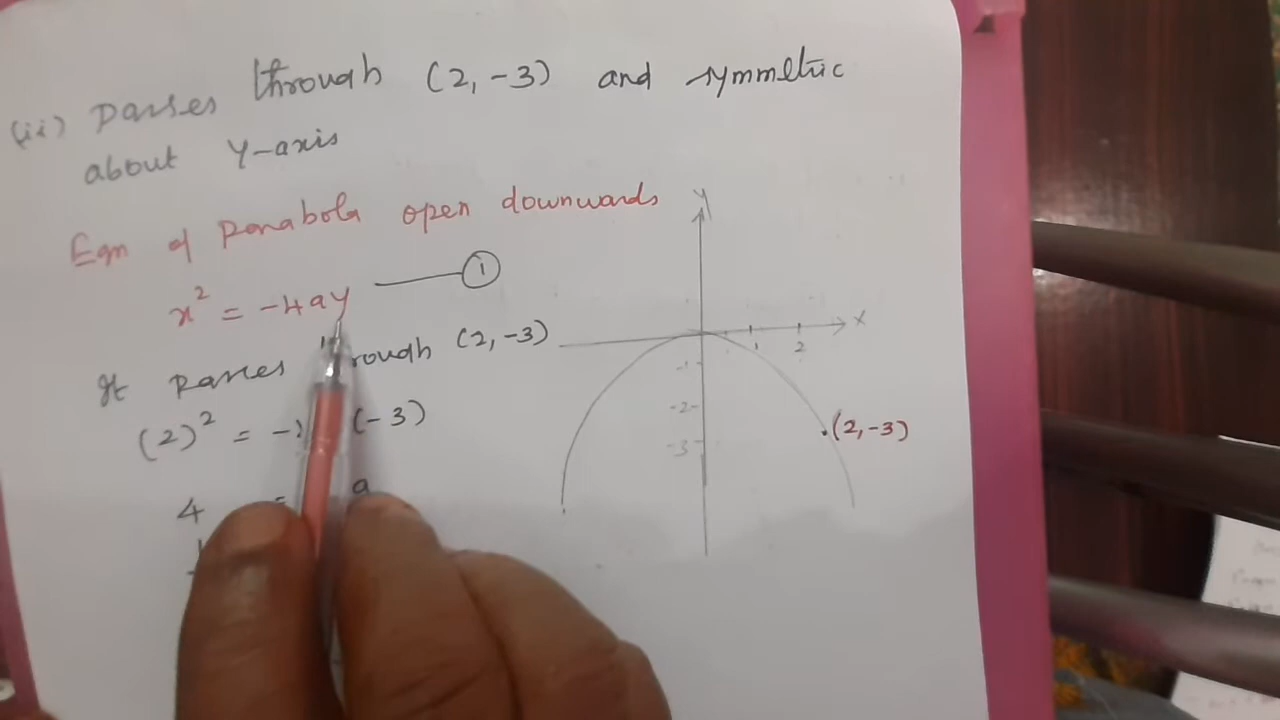 (ii) Passes through (2, -3) and symmetric
about Y-axis
Eqn of Parabola open downwards
x² = -4ay ——— ①
It Passes through (2, -3)
(2)² = - (-3)
4 = a
Y
X
1 2
-1
-2
-3
(2, -3)